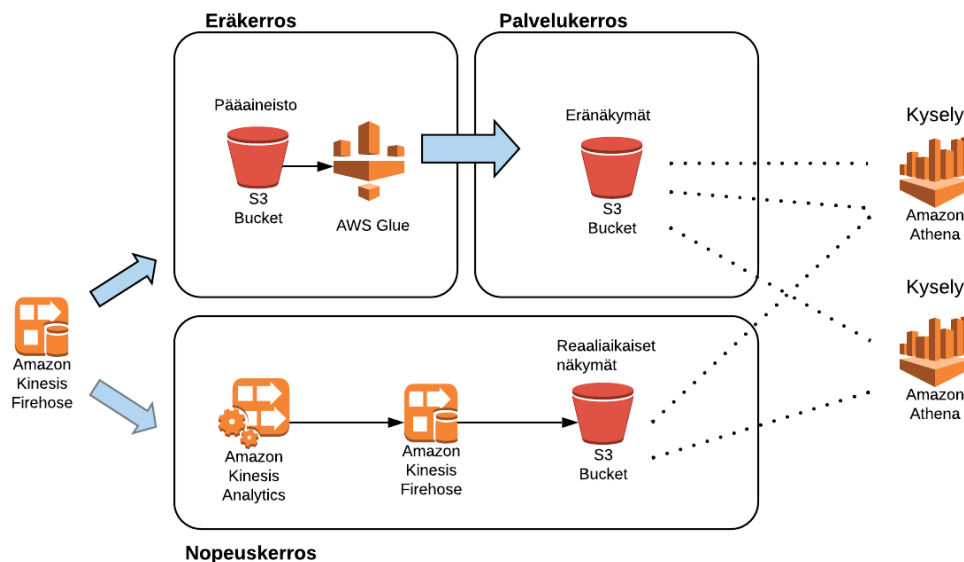 Eräkerros
Palvelukerros
Pääaineisto
S3
Bucket
AWS Glue
Eränäkymät
S3
Bucket
Kysely
Amazon
Athena
Kysely
Amazon
Athena
Amazon
Kinesis
Firehose
Reaaliaikaiset
näkymät
Amazon
Kinesis
Analytics
Amazon
Kinesis
Firehose
S3
Bucket
Nopeuskerros